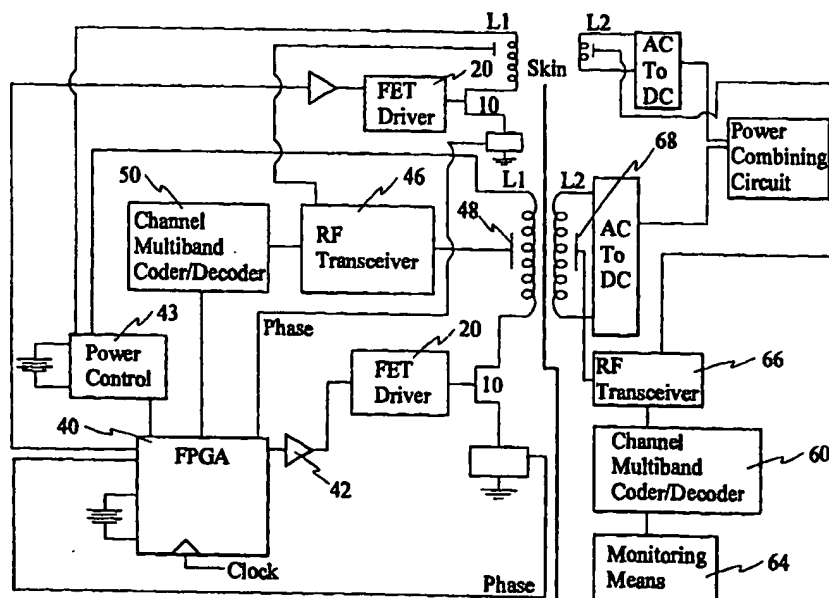 L1
L2
Skin
AC
To
DC
20
FET
Driver
10
Power
Combining
Circuit
68
50
46
L1
L2
Channel
Multiband
Coder/Decoder
RF
Transceiver
48
AC
To
DC
43
Phase
Power
Control
20
FET
Driver
10
RF
Transceiver
66
40
FPGA
42
Channel
Multiband
Coder/Decoder
60
Clock
Phase
Monitoring
Means
64